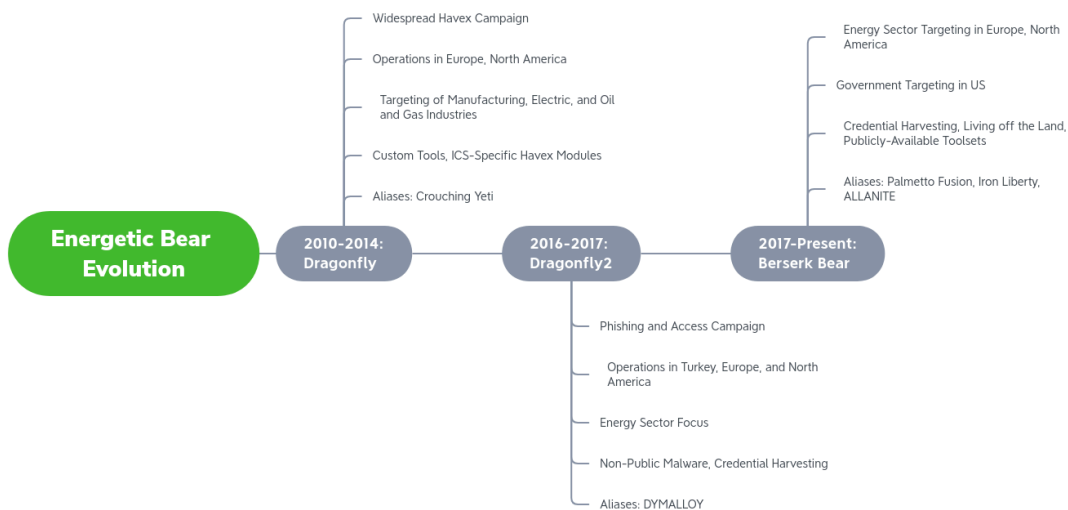 Energetic Bear
Evolution
2010-2014:
Dragonfly
Widespread Havex Campaign
Operations in Europe, North America
Targeting of Manufacturing, Electric, and Oil
and Gas Industries
Custom Tools, ICS-Specific Havex Modules
Aliases: Crouching Yeti
2016-2017:
Dragonfly2
Phishing and Access Campaign
Operations in Turkey, Europe, and North
America
Energy Sector Focus
Non-Public Malware, Credential Harvesting
Aliases: DYMALLOY
2017-Present:
Berserk Bear
Energy Sector Targeting in Europe, North
America
Government Targeting in US
Credential Harvesting, Living off the Land,
Publicly-Available Toolsets
Aliases: Palmetto Fusion, Iron Liberty,
ALLANITE